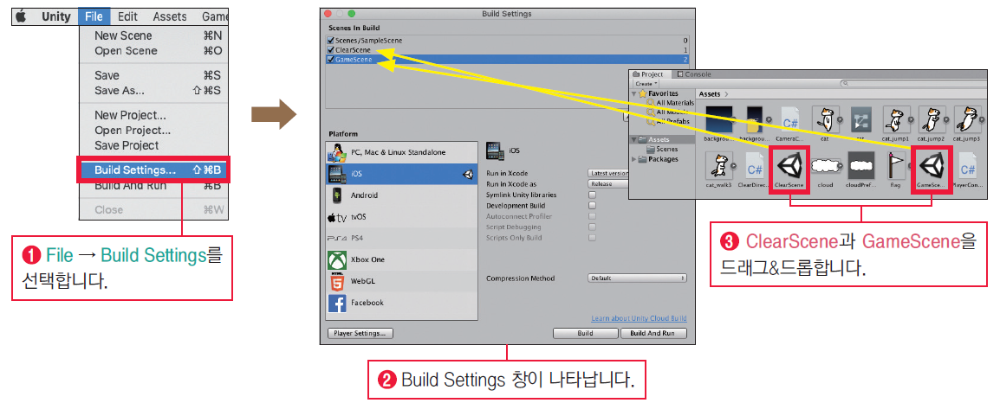 Unity File Edit Assets Game
New Scene ⌘N
Open Scene ⌘O
Save ⌘S
Save As... ⇧⌘S
New Project...
Open Project...
Save Project
Build Settings... ⇧⌘B
Build And Run ⌘B
Close ⌘W
❶ File → Build Settings를
선택합니다.
Build Settings
Scenes In Build
Scenes/SampleScene 0
ClearScene 1
GameScene 2
Platform
PC, Mac & Linux Standalone
iOS
Android
tvOS
PS4
Xbox One
WebGL
Facebook
iOS
Run in Xcode Latest version
Run in Xcode as Release
Symlink Unity libraries
Development Build
Autoconnect Profiler
Script Debugging
Scripts Only Build
Compression Method Default
Learn about Unity Cloud Build
Player Settings... Build Build And Run
❷ Build Settings 창이 나타납니다.
Project Console
Create
Favorites
All Materials
All Models
All Prefabs
Assets
Scenes
Packages
Assets
backgrou... backgrou... CameraC... cat cat cat_jump1 cat_jump2 cat_jump3
cat_walk3 ClearDirec... ClearScene cloud cloudPref... flag GameSce... PlayerCon...
❸ ClearScene과 GameScene을
드래그&드롭합니다.